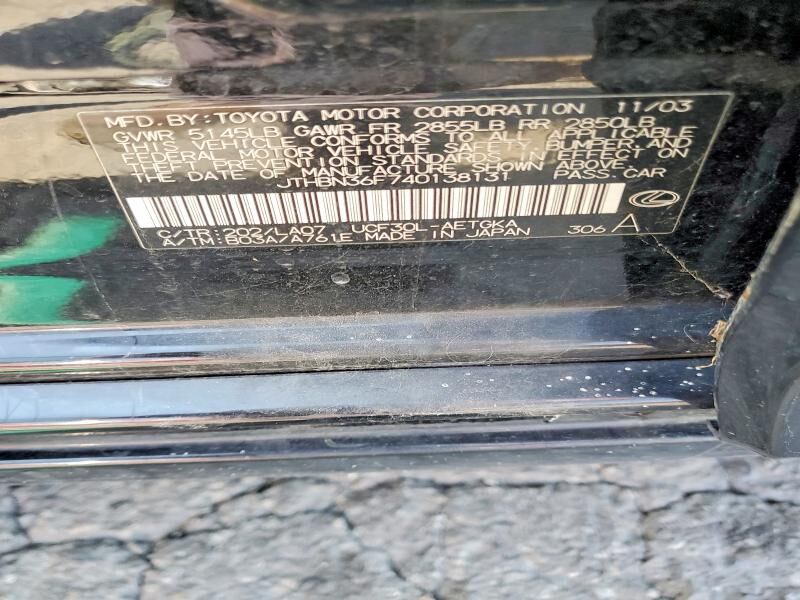 MFD. BY: TOYOTA MOTOR CORPORATION 11/03
GVWR 5145LB GAWR FR 2855LB RR 2850LB
THIS VEHICLE CONFORMS TO ALL APPLICABLE
FEDERAL MOTOR VEHICLE SAFETY, BUMPER, AND
THEFT PREVENTION STANDARDS IN EFFECT ON
THE DATE OF MANUFACTURE SHOWN ABOVE.
JTHBN36F740138131 PASS-CAR
C/TR: 202/LA07 UCF30L-AETGKA
A/TM: B03A/A761E MADE IN JAPAN 306 A